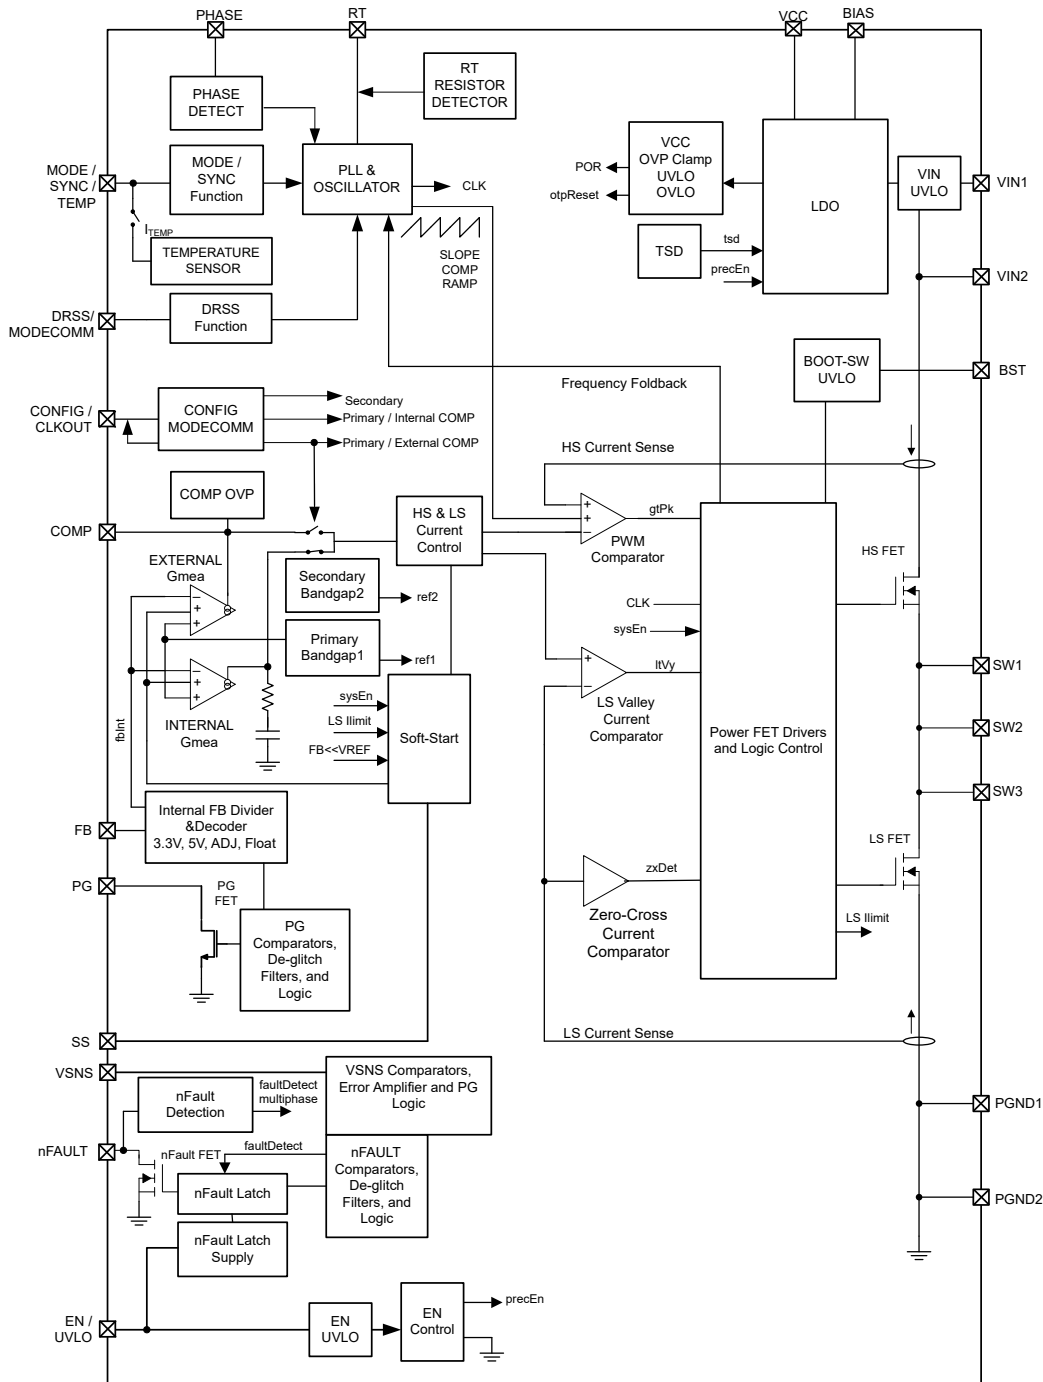 PHASE
RT
VCC
BIAS
PHASE
DETECT
RT
RESISTOR
DETECTOR
MODE /
SYNC /
TEMP
MODE /
SYNC
Function
PLL &
OSCILLATOR
CLK
ITEMP
TEMPERATURE
SENSOR
SLOPE
COMP
RAMP
DRSS/
MODECOMM
DRSS
Function
POR
otpReset
VCC
OVP Clamp
UVLO
OVLO
LDO
VIN
UVLO
VIN1
TSD
tsd
precEn
VIN2
BOOT-SW
UVLO
BST
Frequency Foldback
CONFIG /
CLKOUT
CONFIG
MODECOMM
Secondary
Primary / Internal COMP
Primary / External COMP
HS Current Sense
COMP OVP
COMP
HS & LS
Current
Control
+
+
−
gtPk
PWM
Comparator
HS FET
EXTERNAL
Gmea
−
+
+
Secondary
Bandgap2
ref2
CLK
sysEn
Primary
Bandgap1
ref1
−
+
+
INTERNAL
Gmea
fbInt
sysEn
LS Ilimit
FB<<VREF
Soft-Start
+
−
ltVy
LS Valley
Current
Comparator
Power FET Drivers
and Logic Control
SW1
SW2
SW3
FB
Internal FB Divider
&Decoder
3.3V, 5V, ADJ, Float
LS FET
PG
PG
FET
PG
Comparators,
De-glitch
Filters, and
Logic
zxDet
Zero-Cross
Current
Comparator
LS Ilimit
SS
LS Current Sense
VSNS
VSNS Comparators,
Error Amplifier and PG
Logic
nFault
Detection
faultDetect
multiphase
PGND1
nFAULT
nFault FET
faultDetect
nFAULT
Comparators,
De-glitch
Filters, and
Logic
nFault Latch
PGND2
nFault Latch
Supply
EN /
UVLO
EN
UVLO
EN
Control
precEn